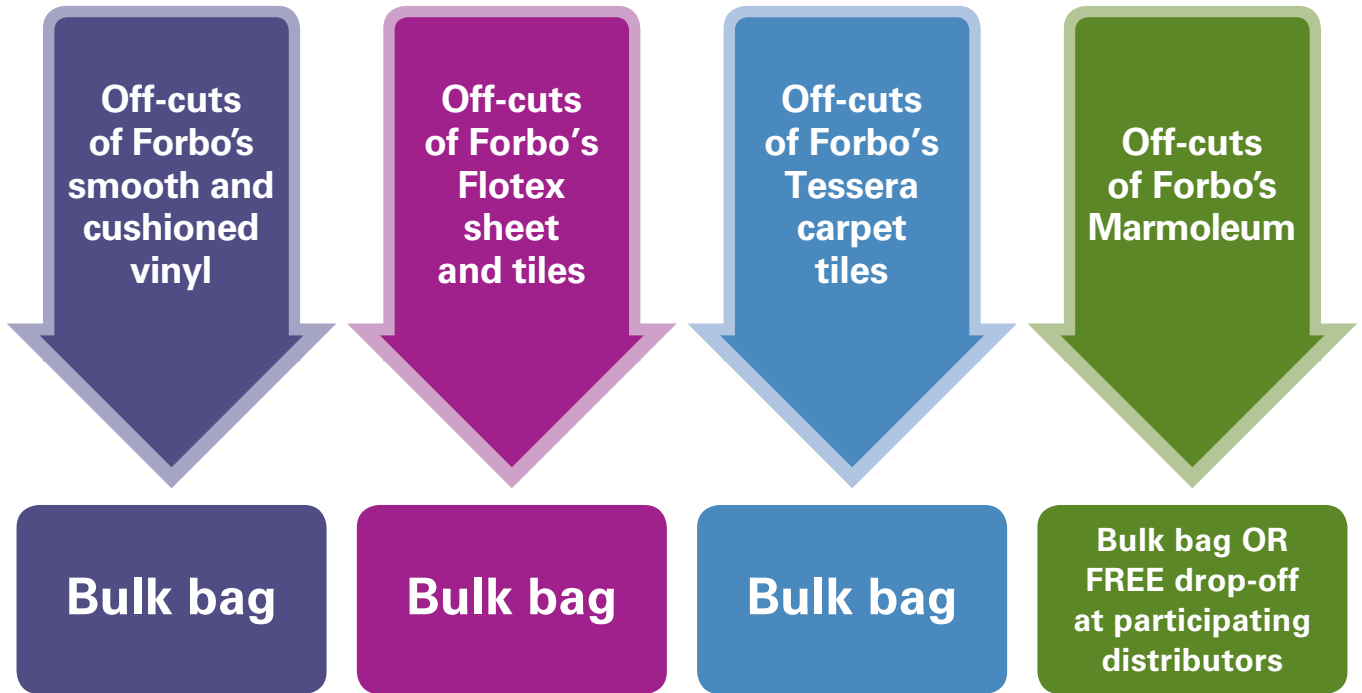 Off-cuts
of Forbo’s
smooth and
cushioned
vinyl
Bulk bag
Off-cuts
of Forbo’s
Flotex
sheet
and tiles
Bulk bag
Off-cuts
of Forbo’s
Tessera
carpet
tiles
Bulk bag
Off-cuts
of Forbo’s
Marmoleum
Bulk bag OR
FREE drop-off
at participating
distributors